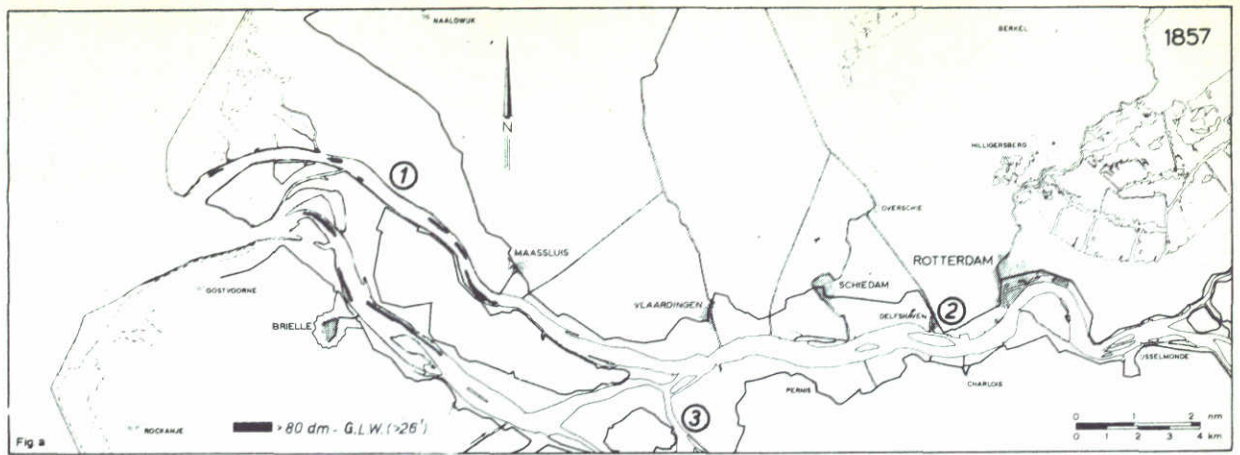 NAALDWIJK
BERKEL
1857
N
HILLIGERSBERG
1
OVERSCHIE
MAASSLUIS
ROTTERDAM
SCHIEDAM
VLAARDINGEN
OOSTVOORNE
DELFSHAVEN
2
BRIELLE
IJSSELMONDE
PERNIS
CHARLOIS
3
ROCKANJE
> 80 dm - G.L.W. (>26')
0 1 2 nm
0 1 2 3 4 km
Fig. a